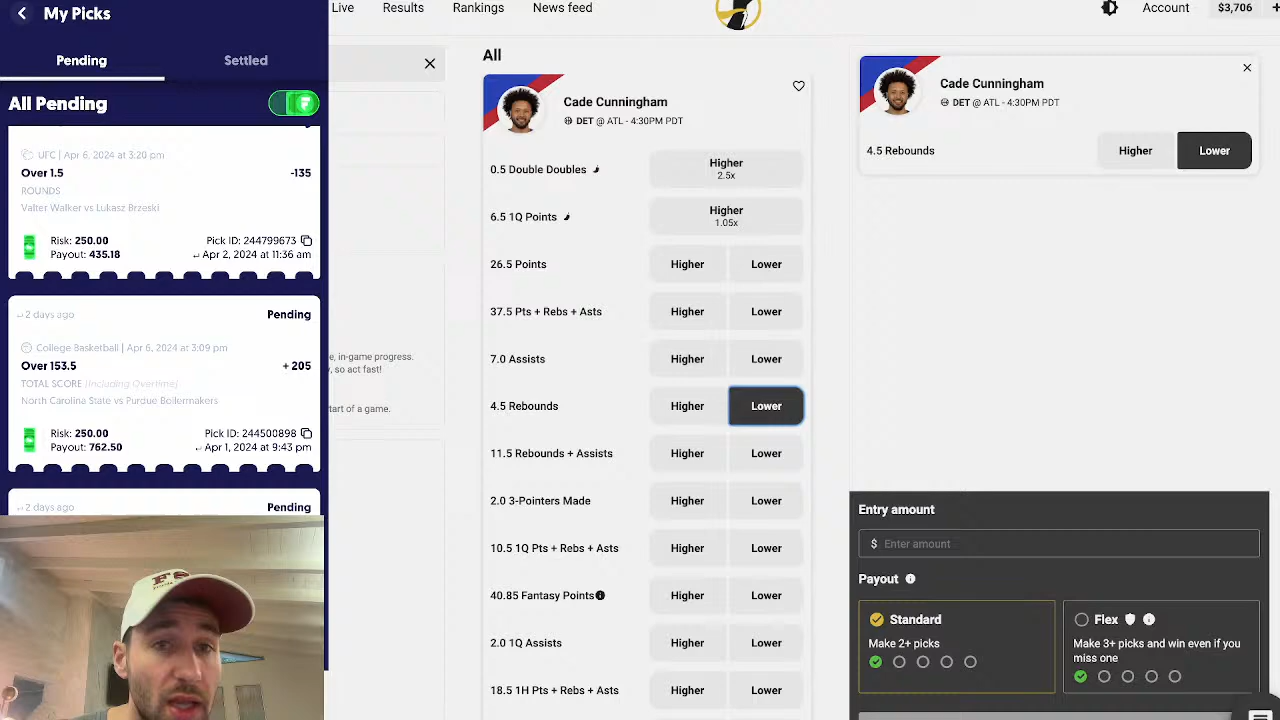 My Picks
Pending
Settled
All Pending
UFC | Apr 6, 2024 at 3:20 pm
Over 1.5
-135
ROUNDS
Valter Walker vs Lukasz Brzeski
Risk: 250.00
Pick ID: 244799673
Payout: 435.18
Apr 2, 2024 at 11:36 am
2 days ago
Pending
College Basketball | Apr 6, 2024 at 3:09 pm
Over 153.5
+ 205
TOTAL SCORE (Including Overtime)
North Carolina State vs Purdue Boilermakers
Risk: 250.00
Pick ID: 244500898
Payout: 762.50
Apr 1, 2024 at 9:43 pm
2 days ago
Pending
Live
Results
Rankings
News feed
Account
$3,706
e, in-game progress.
y, so act fast!
tart of a game.
All
Cade Cunningham
DET @ ATL - 4:30PM PDT
0.5 Double Doubles
Higher
2.5x
6.5 1Q Points
Higher
1.05x
26.5 Points
Higher
Lower
37.5 Pts + Rebs + Asts
Higher
Lower
7.0 Assists
Higher
Lower
4.5 Rebounds
Higher
Lower
11.5 Rebounds + Assists
Higher
Lower
2.0 3-Pointers Made
Higher
Lower
10.5 1Q Pts + Rebs + Asts
Higher
Lower
40.85 Fantasy Points
Higher
Lower
2.0 1Q Assists
Higher
Lower
18.5 1H Pts + Rebs + Asts
Higher
Lower
Cade Cunningham
DET @ ATL - 4:30PM PDT
4.5 Rebounds
Higher
Lower
Entry amount
$ Enter amount
Payout
Standard
Make 2+ picks
Flex
Make 3+ picks and win even if you
miss one